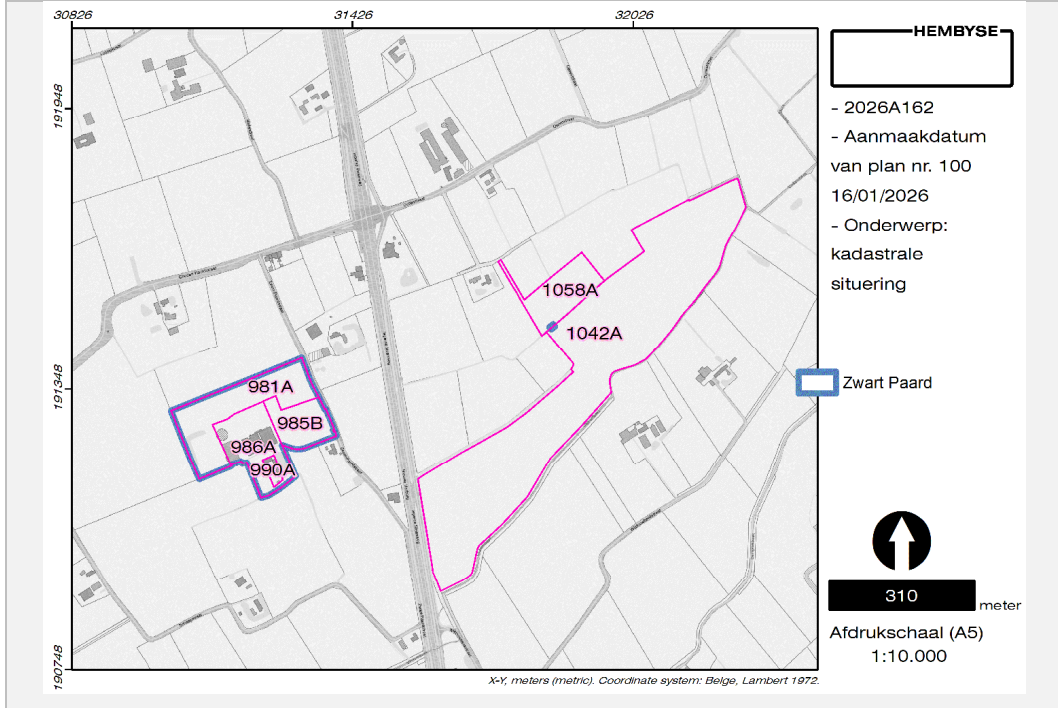 30826
31426
32026
191948
191348
190748
1058A
1042A
981A
985B
986A
990A
HEMBYSE
- 2026A162
- Aanmaakdatum
van plan nr. 100
16/01/2026
- Onderwerp:
kadastrale
situering
Zwart Paard
310
meter
Afdrukschaal (A5)
1:10.000
X-Y, meters (metric). Coordinate system: Belge, Lambert 1972.